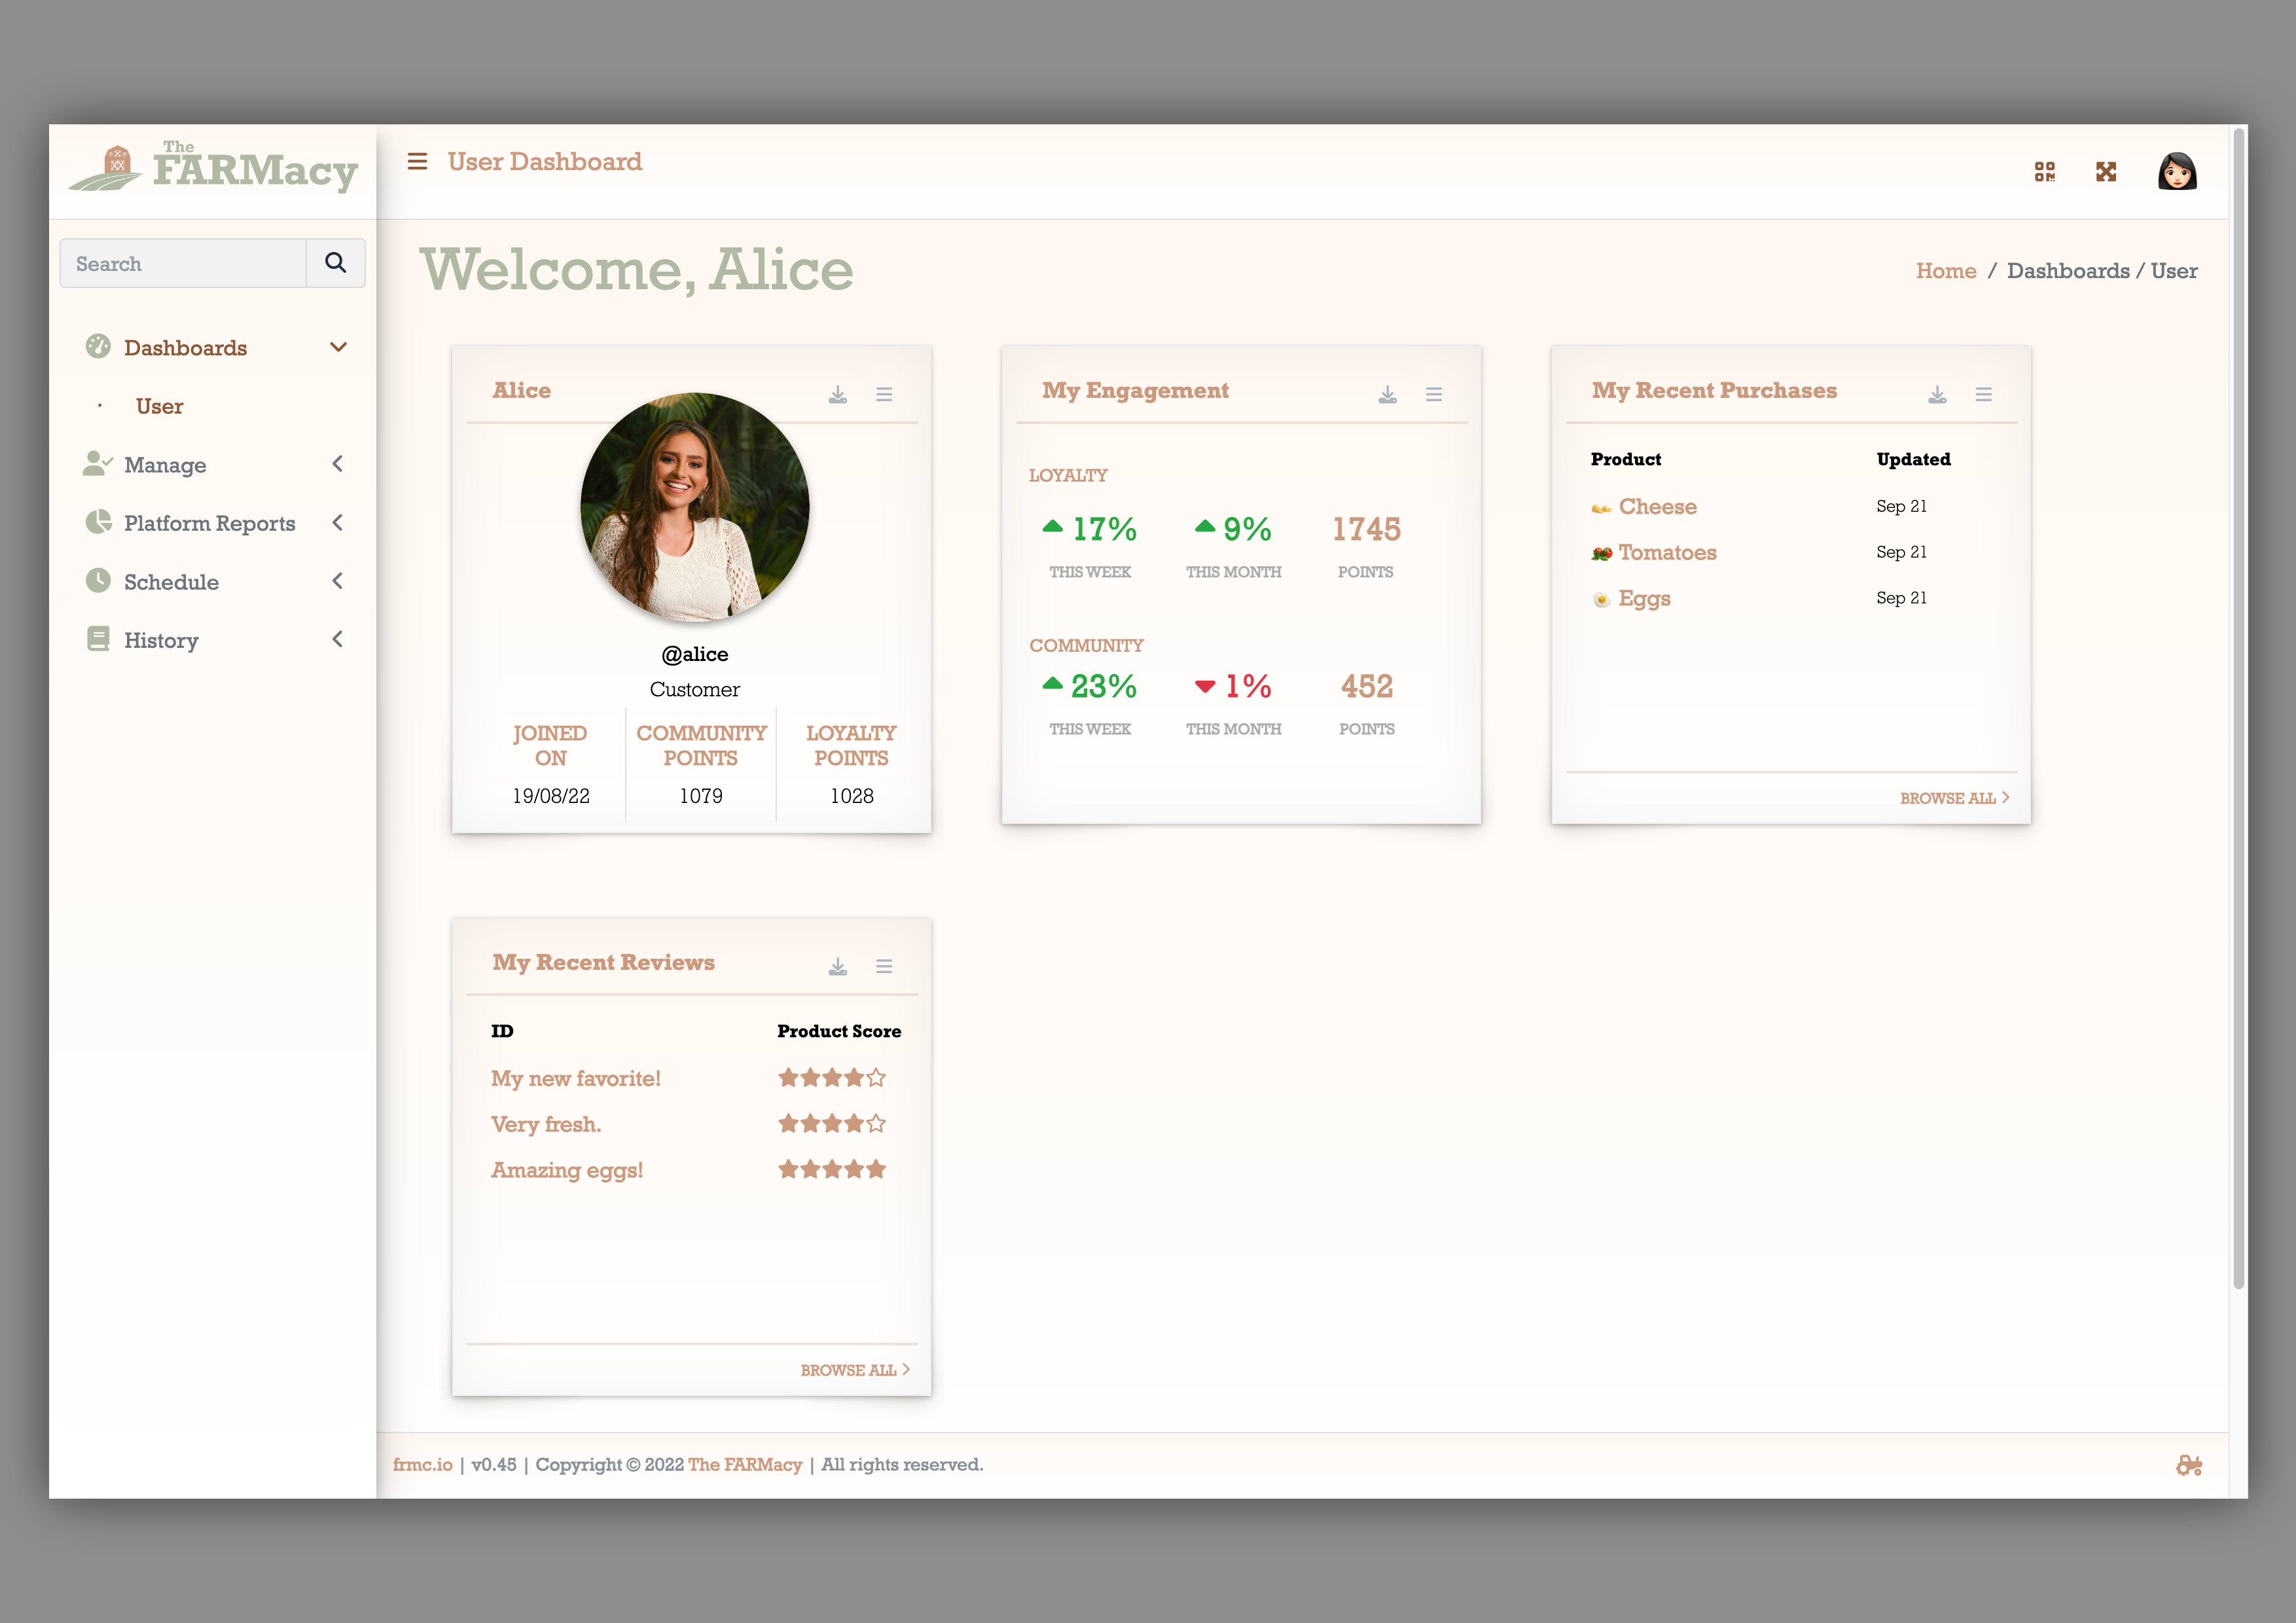 The
FARMacy
User Dashboard
Search
Welcome, Alice
Home / Dashboards / User
Dashboards
User
Manage
Platform Reports
Schedule
History
Alice
@alice
Customer
JOINED ON
COMMUNITY POINTS
LOYALTY POINTS
19/08/22
1079
1028
My Engagement
LOYALTY
17%
9%
1745
THIS WEEK
THIS MONTH
POINTS
COMMUNITY
23%
1%
452
THIS WEEK
THIS MONTH
POINTS
My Recent Purchases
Product Updated
Cheese Sep 21
Tomatoes Sep 21
Eggs Sep 21
BROWSE ALL
My Recent Reviews
ID Product Score
My new favorite!
Very fresh.
Amazing eggs!
BROWSE ALL
frmc.io | v0.45 | Copyright © 2022 The FARMacy | All rights reserved.